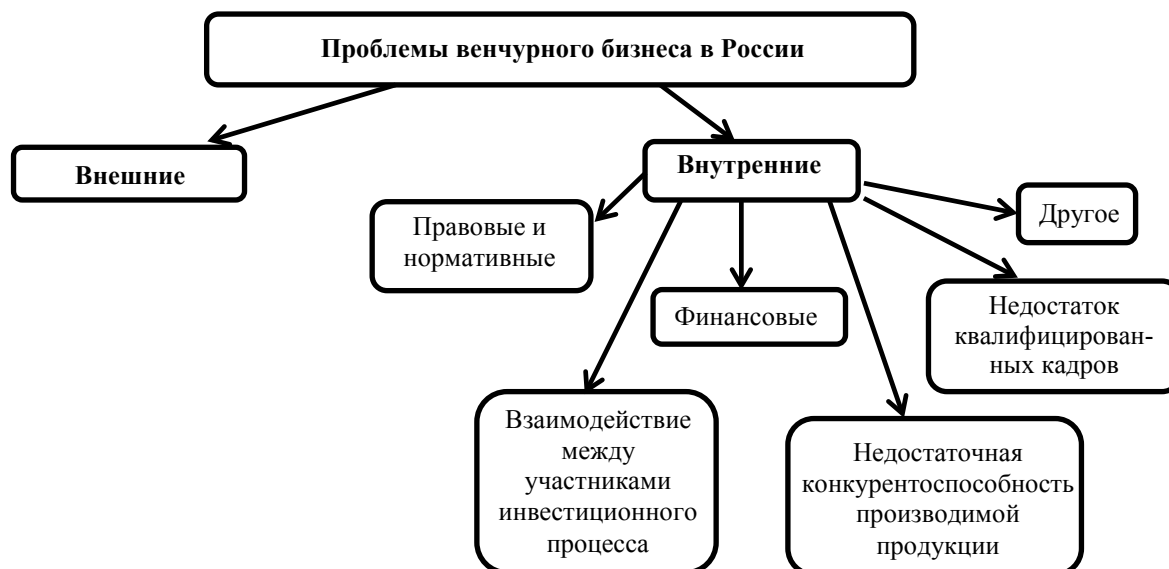 Проблемы венчурного бизнеса в России
Внешние
Внутренние
Правовые и
нормативные
Другое
Финансовые
Недостаток
квалифицирован-
ных кадров
Взаимодействие
между
участниками
инвестиционного
процесса
Недостаточная
конкурентоспособность
производимой
продукции